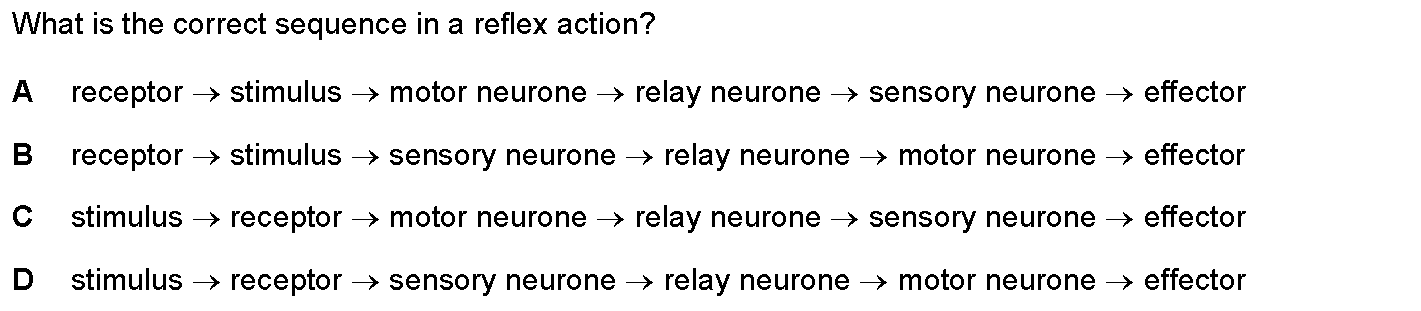 What is the correct sequence in a reflex action?
A receptor → stimulus → motor neurone → relay neurone → sensory neurone → effector
B receptor → stimulus → sensory neurone → relay neurone → motor neurone → effector
C stimulus → receptor → motor neurone → relay neurone → sensory neurone → effector
D stimulus → receptor → sensory neurone → relay neurone → motor neurone → effector